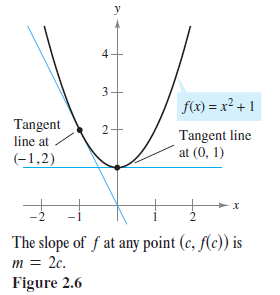 y
4
3
f(x) = x² + 1
Tangent
line at
(−1,2)
2
Tangent line
at (0, 1)
x
−2 −1 1 2
The slope of f at any point (c, f(c)) is
m = 2c.
Figure 2.6